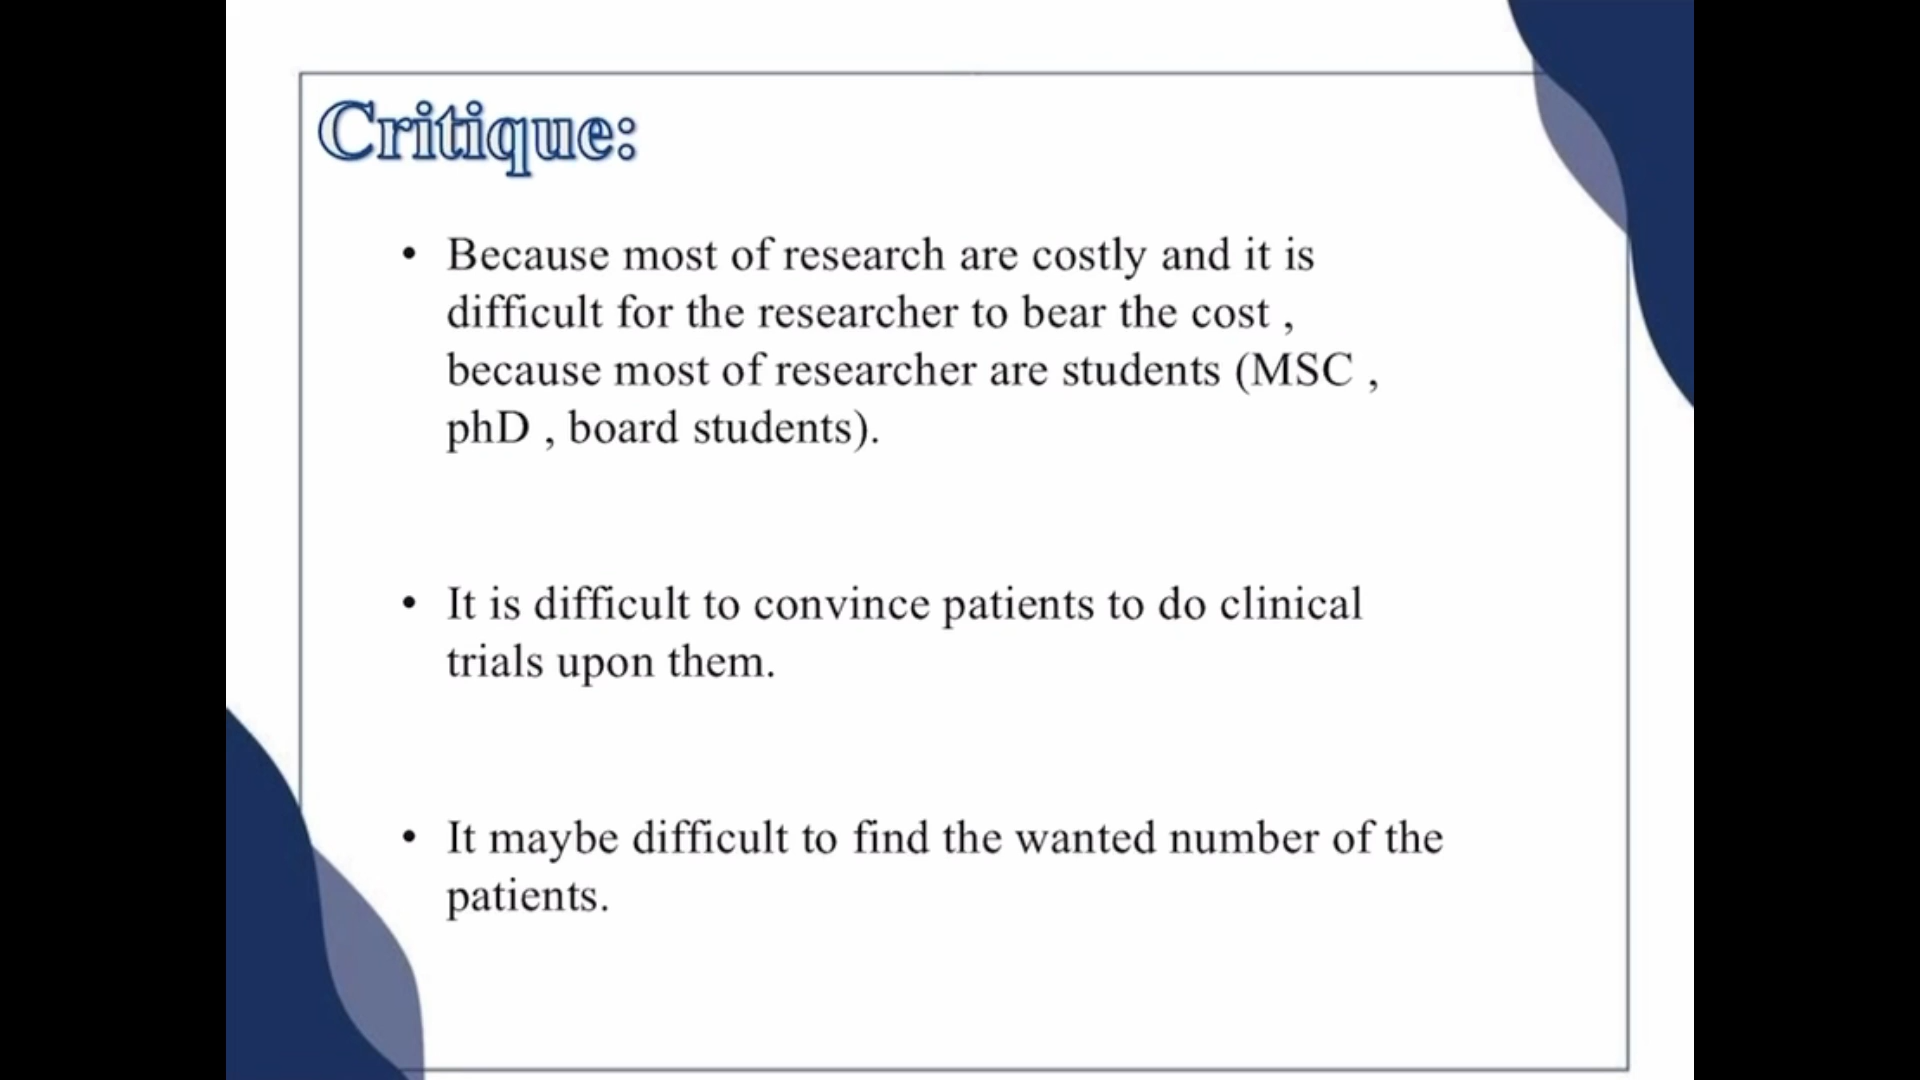 Critique:
• Because most of research are costly and it is
difficult for the researcher to bear the cost ,
because most of researcher are students (MSC ,
phD , board students).
• It is difficult to convince patients to do clinical
trials upon them.
• It maybe difficult to find the wanted number of the
patients.